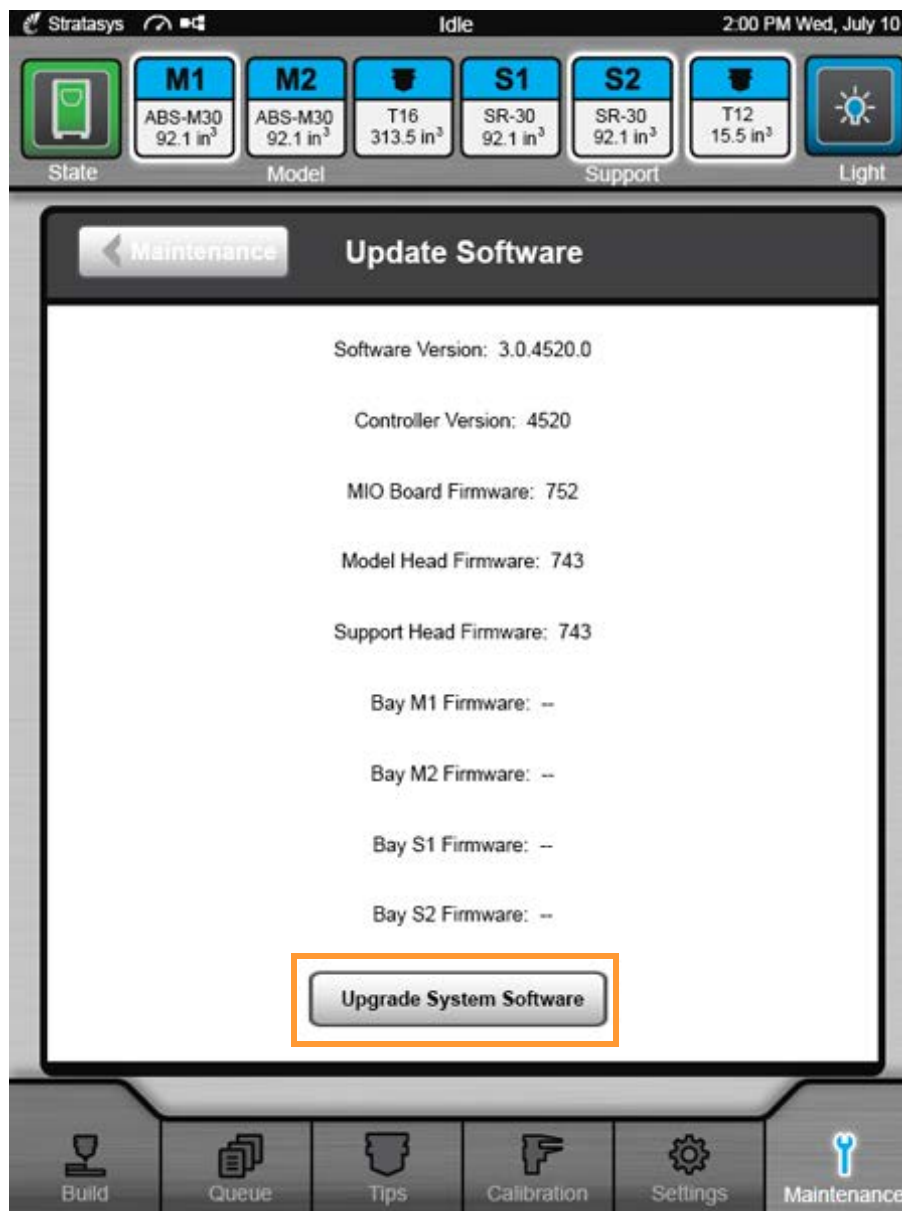 Stratasys Idle 2:00 PM Wed, July 10
M1 M2 S1 S2
ABS-M30 ABS-M30 T16 SR-30 SR-30 T12
92.1 in³ 92.1 in³ 313.5 in³ 92.1 in³ 92.1 in³ 15.5 in³
State Model Support Light
Maintenance Update Software
Software Version: 3.0.4520.0
Controller Version: 4520
MIO Board Firmware: 752
Model Head Firmware: 743
Support Head Firmware: 743
Bay M1 Firmware: --
Bay M2 Firmware: --
Bay S1 Firmware: --
Bay S2 Firmware: --
Upgrade System Software
Build Queue Tips Calibration Settings Maintenance